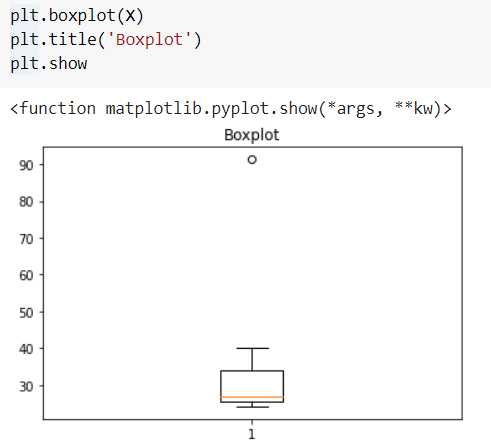 plt.boxplot(X)
plt.title('Boxplot')
plt.show
<function matplotlib.pyplot.show(*args, **kw)>
Boxplot
90
80
70
60
50
40
30
1